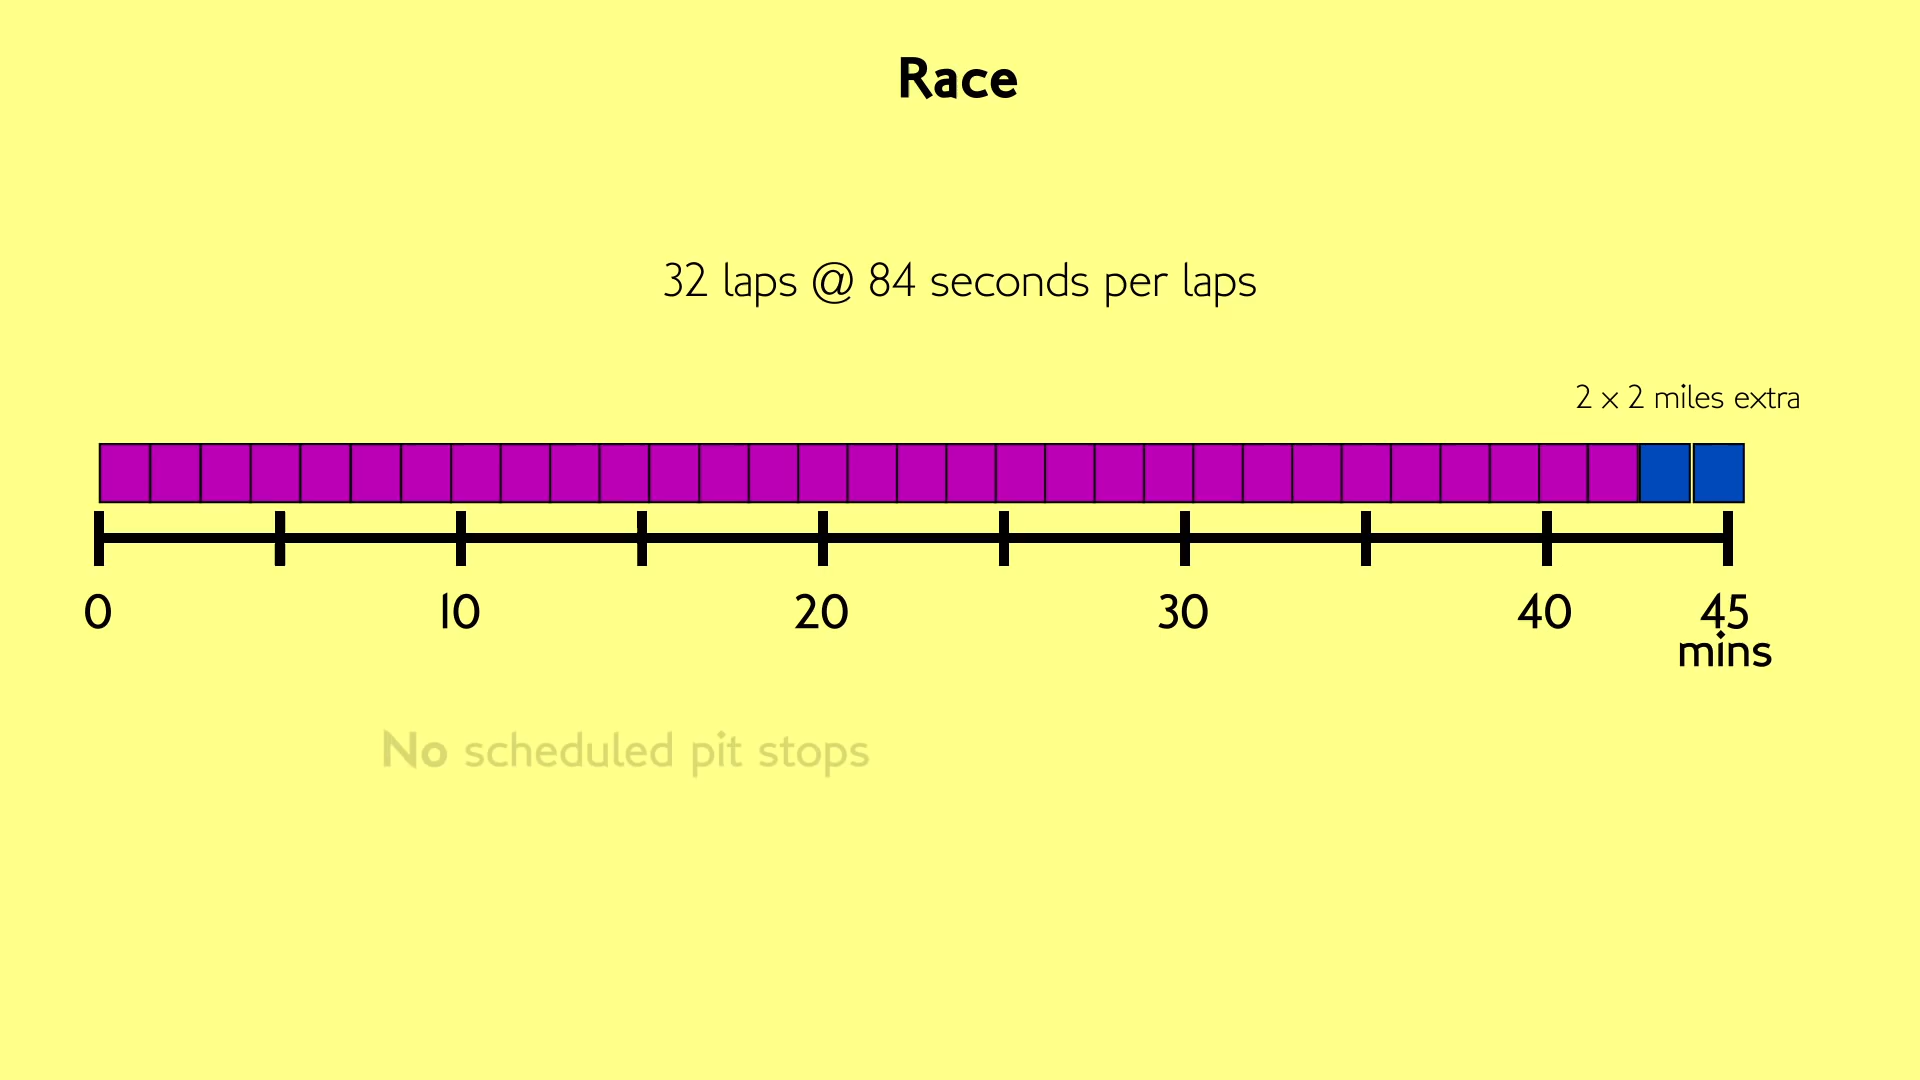 Race
32 laps @ 84 seconds per laps
2 x 2 miles extra
0 10 20 30 40 45
mins
No scheduled pit stops